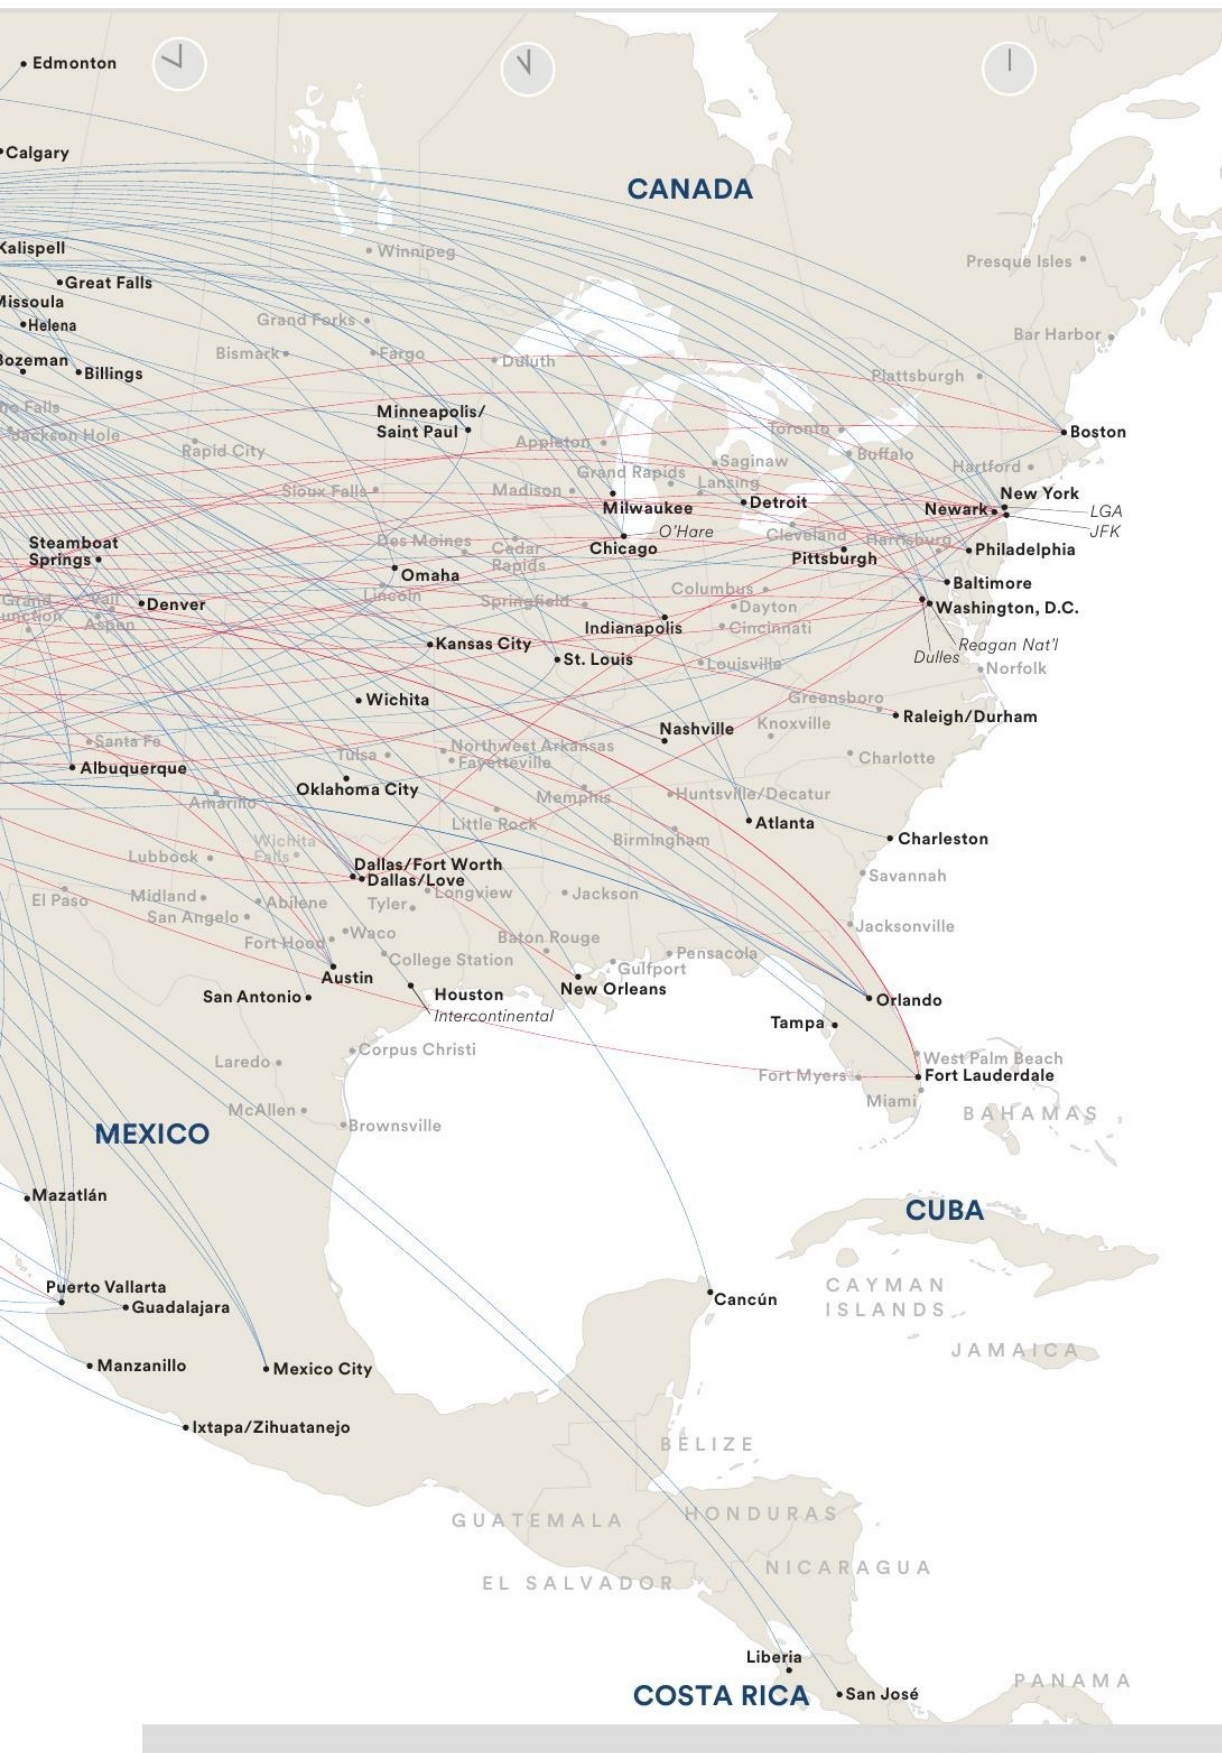 Edmonton
Calgary
CANADA
Kalispell
Winnipeg
Presque Isles
Great Falls
Missoula
Helena
Grand Forks
Bar Harbor
Bismark
Fargo
Duluth
Bozeman
Billings
Plattsburgh
Falls
Jackson Hole
Minneapolis/
Saint Paul
Toronto
Boston
Rapid City
Appleton
Buffalo
Saginaw
Hartford
Grand Rapids
Lansing
Sioux Falls
Madison
New York
Milwaukee
Detroit
Newark
LGA
JFK
Steamboat
Springs
Des Moines
Cedar
Rapids
O'Hare
Chicago
Cleveland
Harrisburg
Pittsburgh
Philadelphia
Omaha
Lincoln
Columbus
Baltimore
Grand
Junction
Vail
Aspen
Denver
Springfield
Dayton
Washington, D.C.
Indianapolis
Cincinnati
Kansas City
St. Louis
Louisville
Reagan Nat'l
Dulles
Norfolk
Wichita
Greensboro
Raleigh/Durham
Nashville
Knoxville
Santa Fe
Tulsa
Northwest Arkansas
Fayetteville
Charlotte
Albuquerque
Oklahoma City
Amarillo
Memphis
Huntsville/Decatur
Little Rock
Atlanta
Birmingham
Charleston
Wichita
Falls
Lubbock
Dallas/Fort Worth
Dallas/Love
Savannah
El Paso
Midland
Abilene
Longview
Jackson
Tyler
San Angelo
Waco
Jacksonville
Fort Hood
Baton Rouge
College Station
Pensacola
Gulfport
Austin
San Antonio
Houston
Intercontinental
New Orleans
Orlando
Tampa
Corpus Christi
Laredo
West Palm Beach
Fort Myers
Fort Lauderdale
Miami
McAllen
BAHAMAS
Brownsville
MEXICO
Mazatlán
CUBA
Puerto Vallarta
Guadalajara
Cancún
CAYMAN
ISLANDS
JAMAICA
Manzanillo
Mexico City
Ixtapa/Zihuatanejo
BELIZE
GUATEMALA
HONDURAS
NICARAGUA
EL SALVADOR
Liberia
COSTA RICA
San José
PANAMA